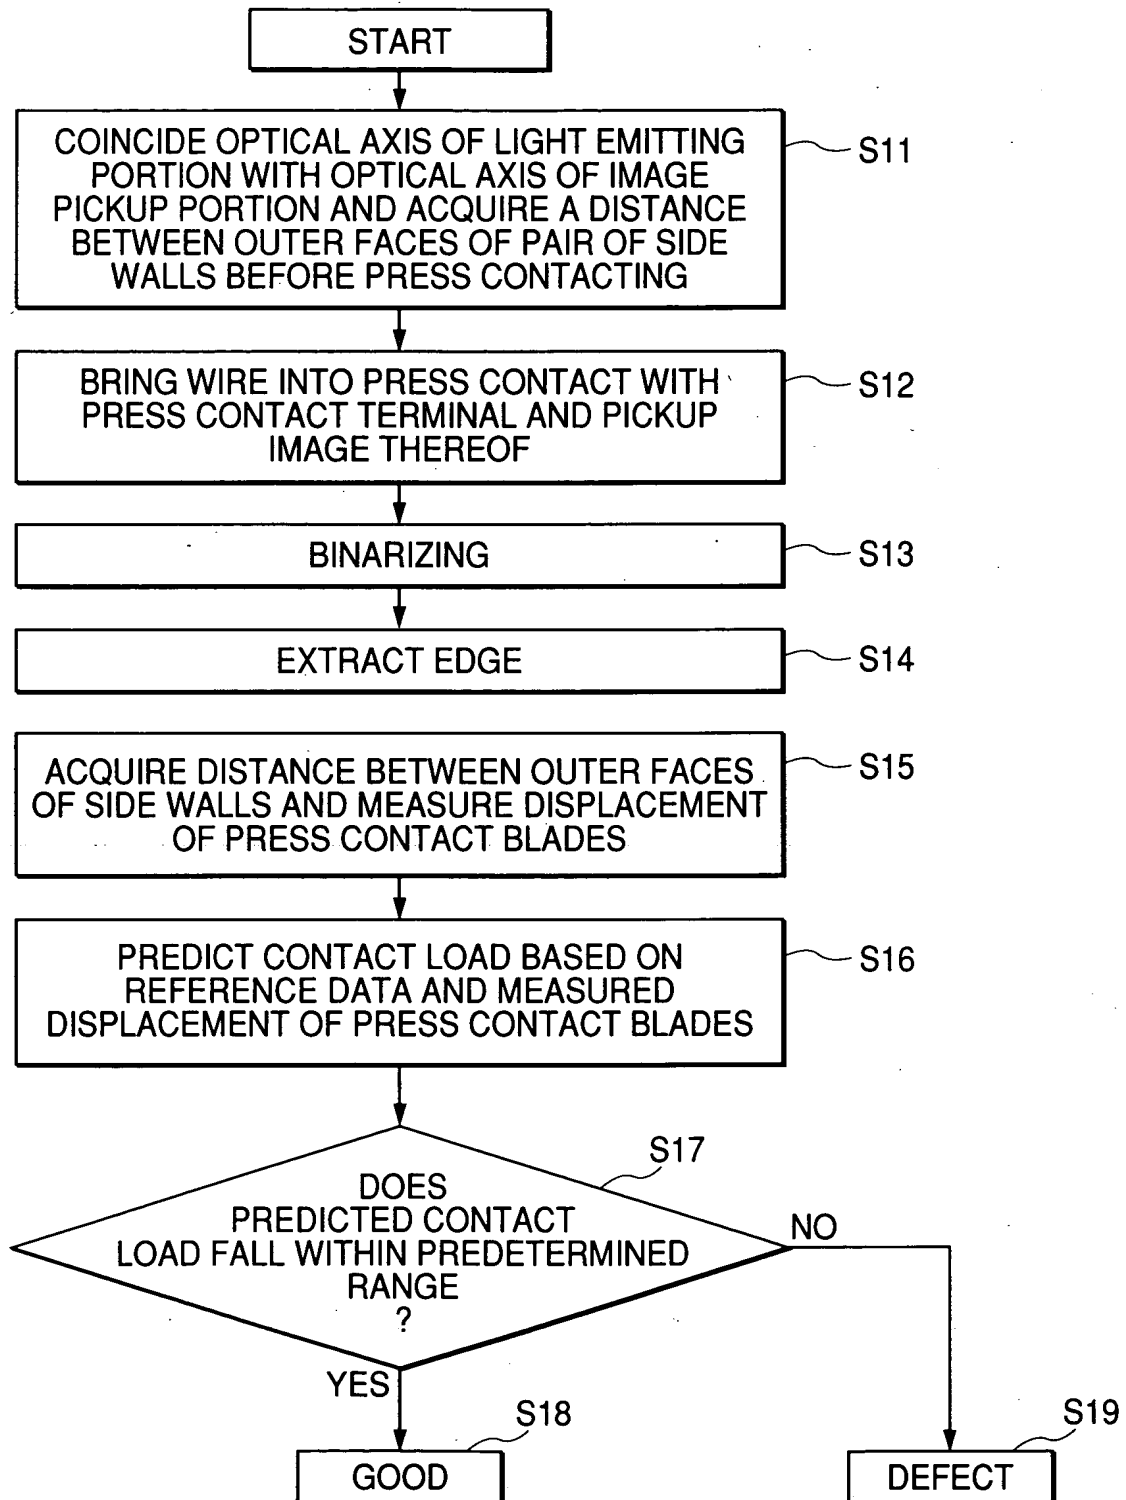 START
COINCIDE OPTICAL AXIS OF LIGHT EMITTING
PORTION WITH OPTICAL AXIS OF IMAGE
PICKUP PORTION AND ACQUIRE A DISTANCE
BETWEEN OUTER FACES OF PAIR OF SIDE
WALLS BEFORE PRESS CONTACTING
S11
BRING WIRE INTO PRESS CONTACT WITH
PRESS CONTACT TERMINAL AND PICKUP
IMAGE THEREOF
S12
BINARIZING
S13
EXTRACT EDGE
S14
ACQUIRE DISTANCE BETWEEN OUTER FACES
OF SIDE WALLS AND MEASURE DISPLACEMENT
OF PRESS CONTACT BLADES
S15
PREDICT CONTACT LOAD BASED ON
REFERENCE DATA AND MEASURED
DISPLACEMENT OF PRESS CONTACT BLADES
S16
S17
DOES
PREDICTED CONTACT
LOAD FALL WITHIN PREDETERMINED
RANGE
?
NO
YES
S18
GOOD
S19
DEFECT